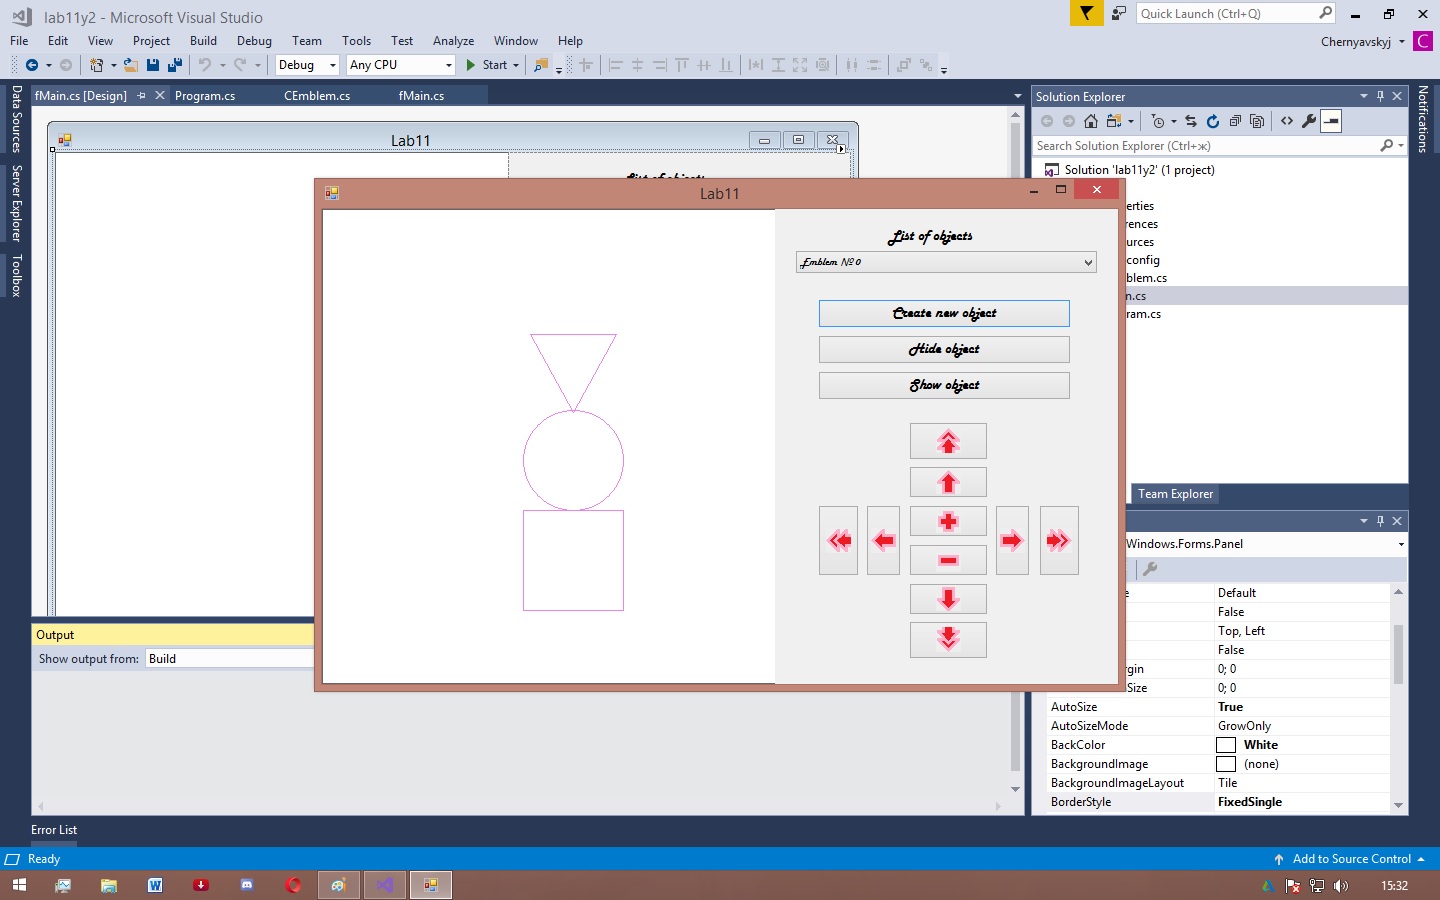 lab11y2 - Microsoft Visual Studio
Quick Launch (Ctrl+Q)
File Edit View Project Build Debug Team Tools Test Analyze Window Help
Chernyavskyj C
Debug Any CPU Start
fMain.cs [Design] Program.cs CEmblem.cs fMain.cs
Data Sources
Server Explorer
Toolbox
Lab11
Lab11
List of objects
Emblem № 0
Create new object
Hide object
Show object
Solution Explorer
Search Solution Explorer (Ctrl+ж)
Solution 'lab11y2' (1 project)
erties
rences
urces
config
blem.cs
n.cs
ram.cs
Team Explorer
Notifications
Windows.Forms.Panel
e Default
False
Top, Left
False
rgin 0; 0
Size 0; 0
AutoSize True
AutoSizeMode GrowOnly
BackColor White
BackgroundImage (none)
BackgroundImageLayout Tile
BorderStyle FixedSingle
Output
Show output from: Build
Error List
Ready
Add to Source Control
15:32